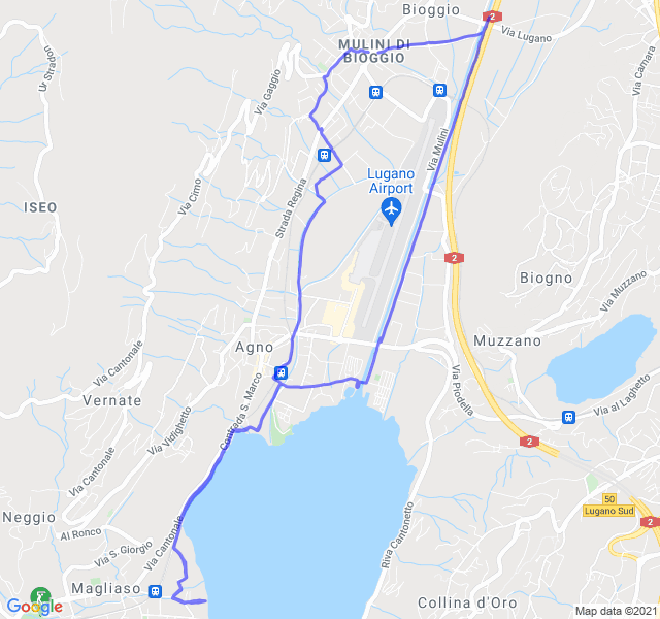 Bioggio
2
Via Lugano
MULINI DI
BIOGGIO
Ur Stradon
Via Gaggio
Via Camara
Via Mulini
Lugano
Airport
Via Cimo
ISEO
Strada Regina
2
Biogno
Via Muzzano
Muzzano
Agno
Via Cantonale
Via Piodella
Vernate
Contrada S. Marco
Via Vidighetto
Via al Laghetto
2
Via Cantonale
50
Lugano Sud
Neggio
Al Ronco
Via Cantonale
Riva Cantonetto
Via S. Giorgio
Magliaso
Collina d'Oro
Google
Map data ©2021